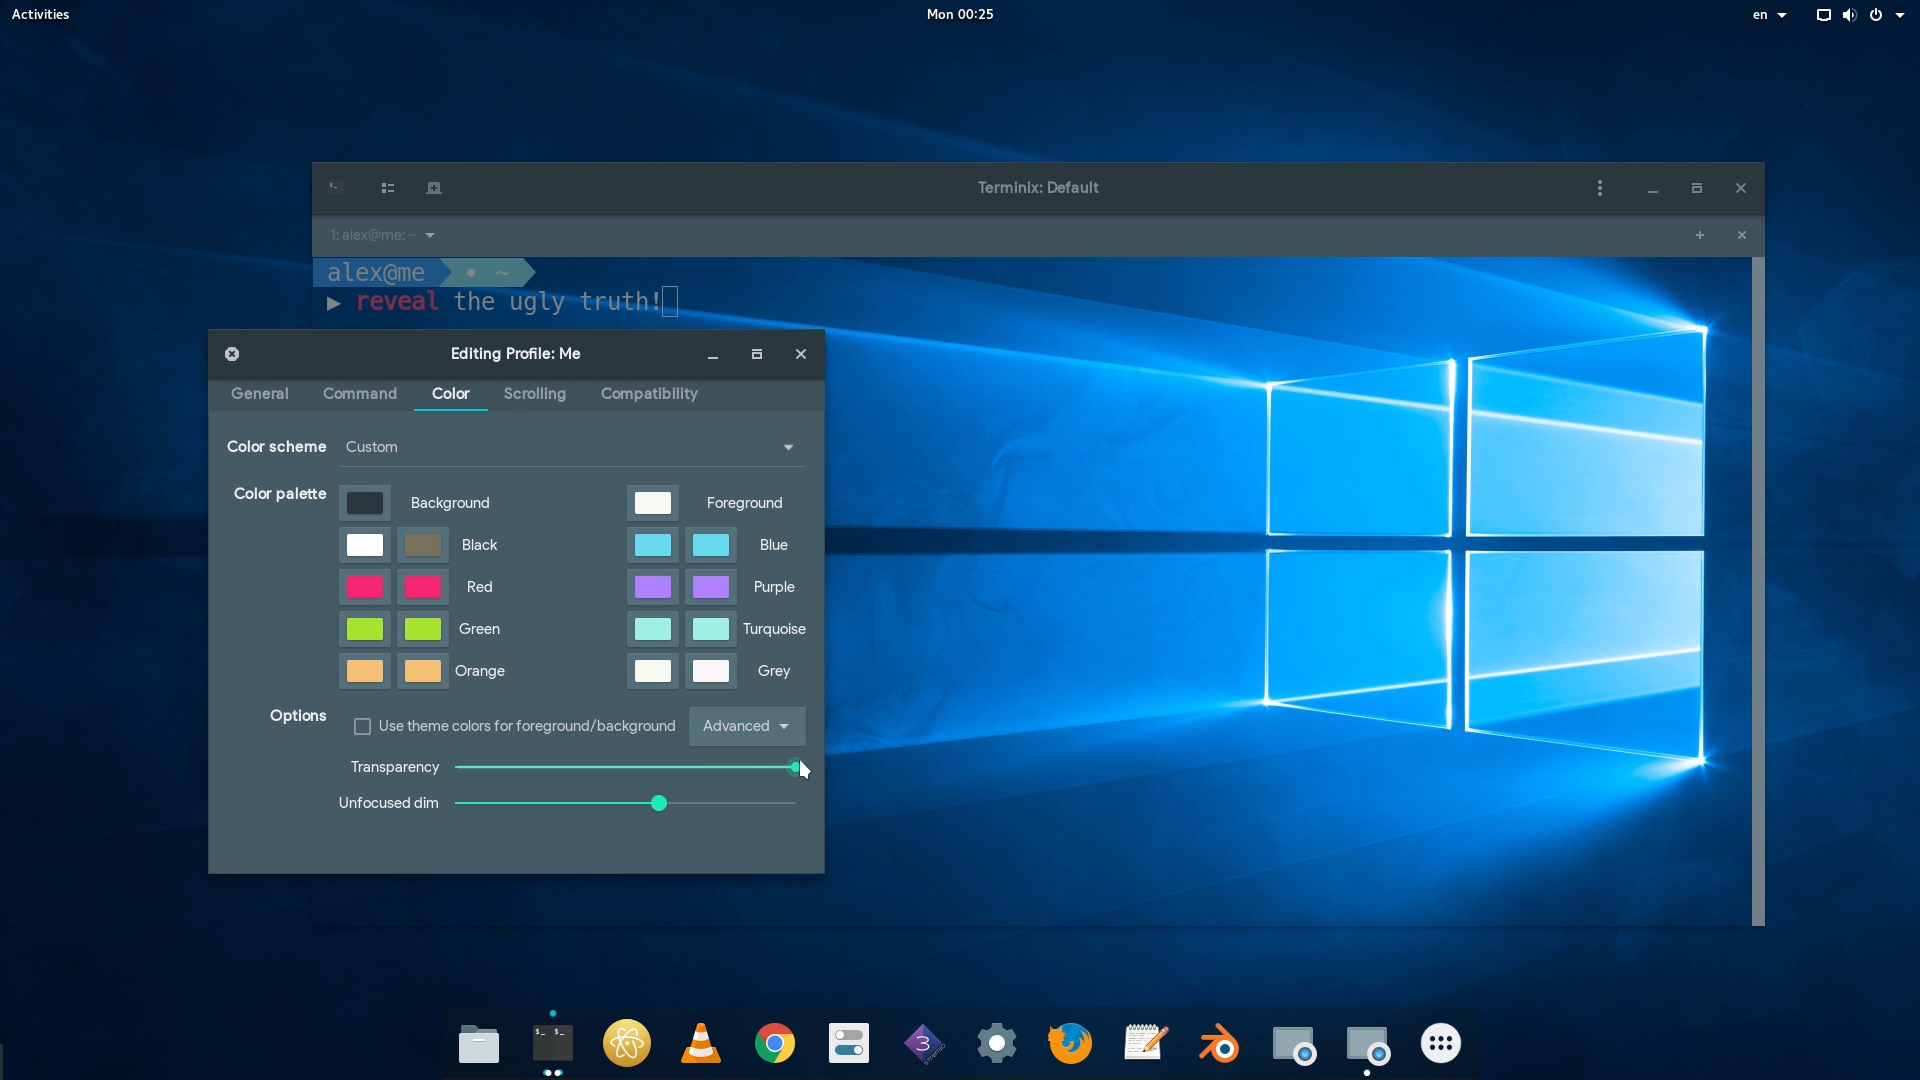 Activities
Mon 00:25
en
Terminix: Default
1: alex@me: ~
alex@me ~
reveal the ugly truth!
Editing Profile: Me
General Command Color Scrolling Compatibility
Color scheme Custom
Color palette Background Foreground
Black Blue
Red Purple
Green Turquoise
Orange Grey
Options Use theme colors for foreground/background Advanced
Transparency
Unfocused dim
$_ $_
3
stremio